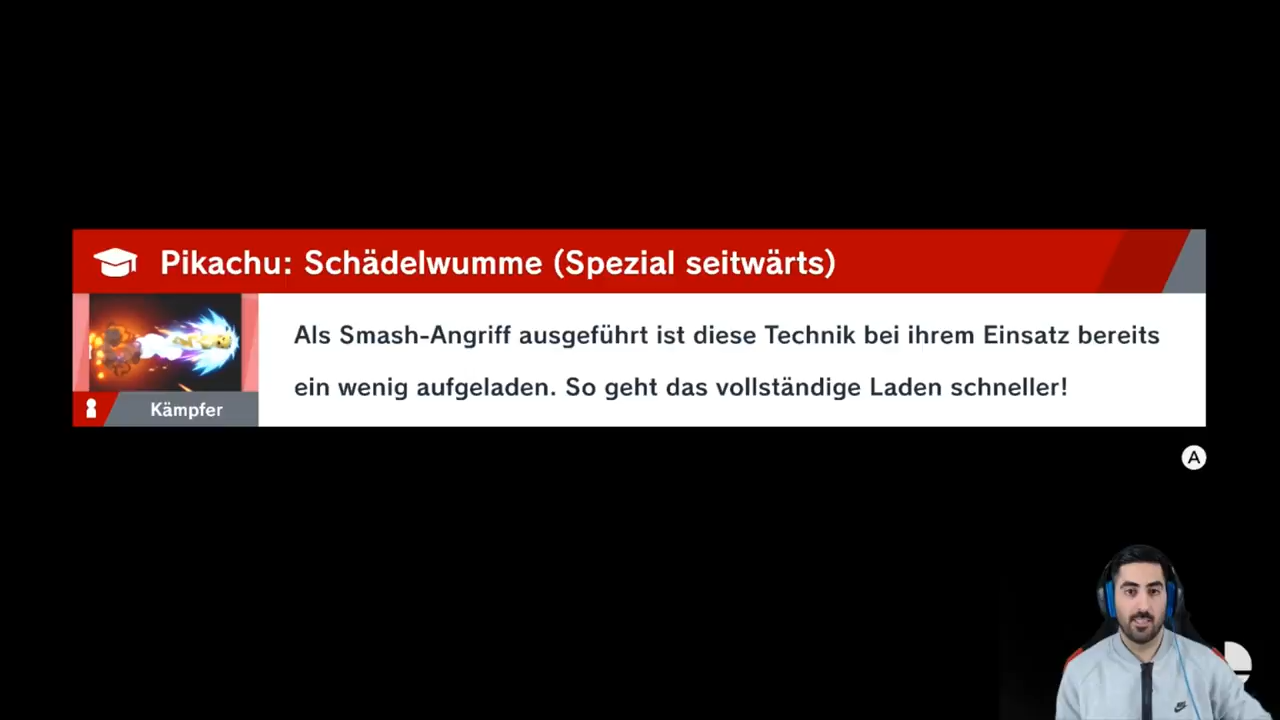 Pikachu: Schädelwumme (Spezial seitwärts)
Als Smash-Angriff ausgeführt ist diese Technik bei ihrem Einsatz bereits
ein wenig aufgeladen. So geht das vollständige Laden schneller!
Kämpfer
A